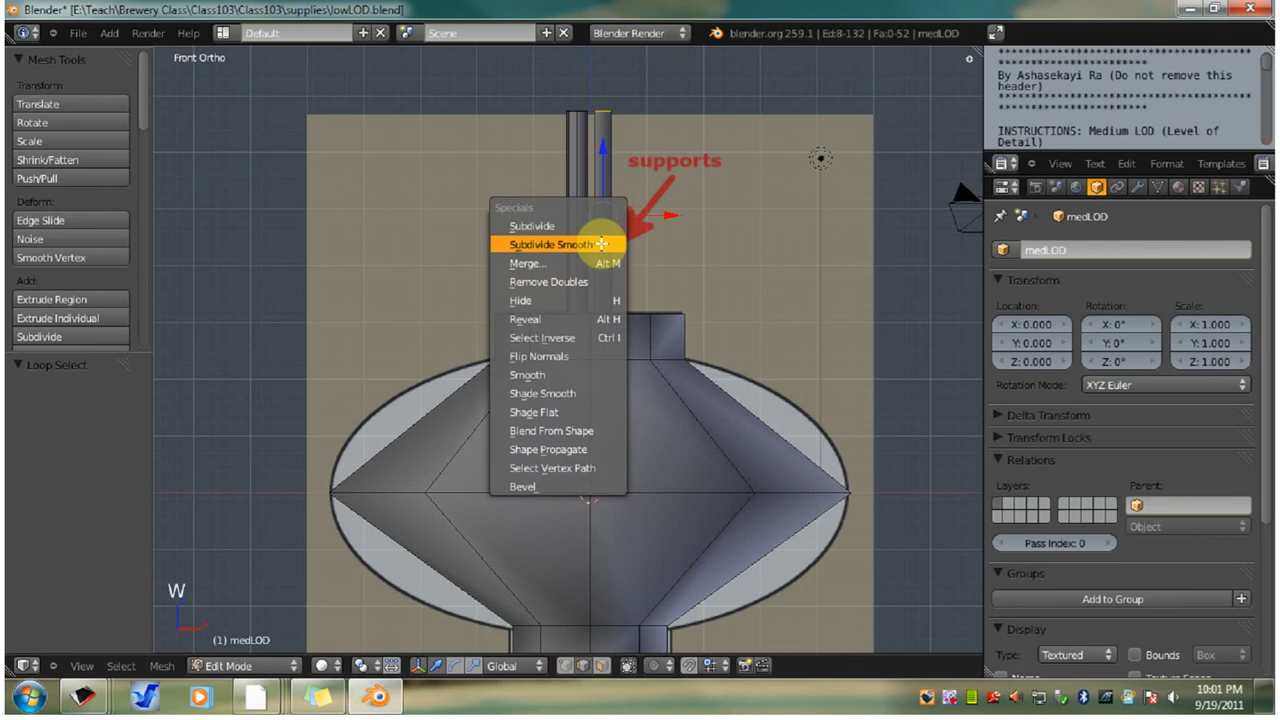 Blender* [E:\Teach\Brewery Class\Class103\Class103\supplies\lowLOD.blend]
File Add Render Help Default Scene Blender Render blender.org 259.1 | Ed:8-132 | Fa:0-52 | medLOD
Mesh Tools
Transform:
Translate
Rotate
Scale
Shrink/Fatten
Push/Pull
Deform:
Edge Slide
Noise
Smooth Vertex
Add:
Extrude Region
Extrude Individual
Subdivide
Loop Select
Front Ortho
supports
Specials
Subdivide
Subdivide Smooth
Merge... Alt M
Remove Doubles
Hide H
Reveal Alt H
Select Inverse Ctrl I
Flip Normals
Smooth
Shade Smooth
Shade Flat
Blend From Shape
Shape Propagate
Select Vertex Path
Bevel
W
(1) medLOD
View Select Mesh Edit Mode Global
By Ashasekayi Ra (Do not remove this
header)
INSTRUCTIONS: Medium LOD (Level of
Detail)
View Text Edit Format Templates
medLOD
medLOD
Transform
Location: Rotation: Scale:
X: 0.000 X: 0° X: 1.000
Y: 0.000 Y: 0° Y: 1.000
Z: 0.000 Z: 0° Z: 1.000
Rotation Mode: XYZ Euler
Delta Transform
Transform Locks
Relations
Layers: Parent:
Object
Pass Index: 0
Groups
Add to Group
Display
Type: Textured Bounds Box
10:01 PM
9/19/2011